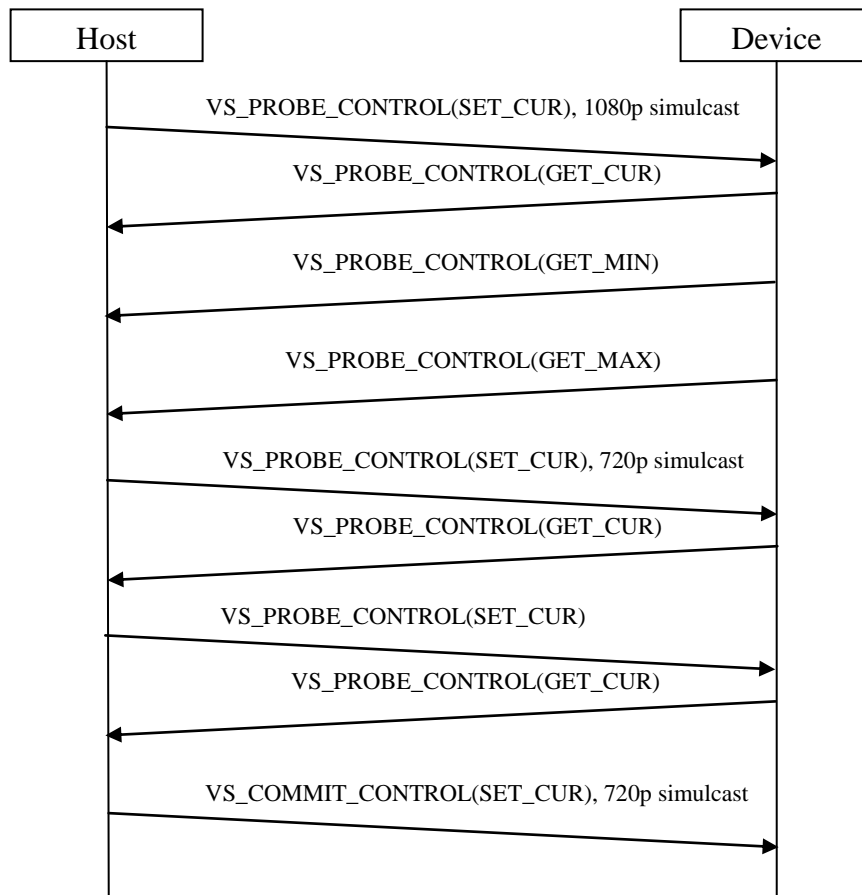 Host
Device
VS_PROBE_CONTROL(SET_CUR), 1080p simulcast
VS_PROBE_CONTROL(GET_CUR)
VS_PROBE_CONTROL(GET_MIN)
VS_PROBE_CONTROL(GET_MAX)
VS_PROBE_CONTROL(SET_CUR), 720p simulcast
VS_PROBE_CONTROL(GET_CUR)
VS_PROBE_CONTROL(SET_CUR)
VS_PROBE_CONTROL(GET_CUR)
VS_COMMIT_CONTROL(SET_CUR), 720p simulcast